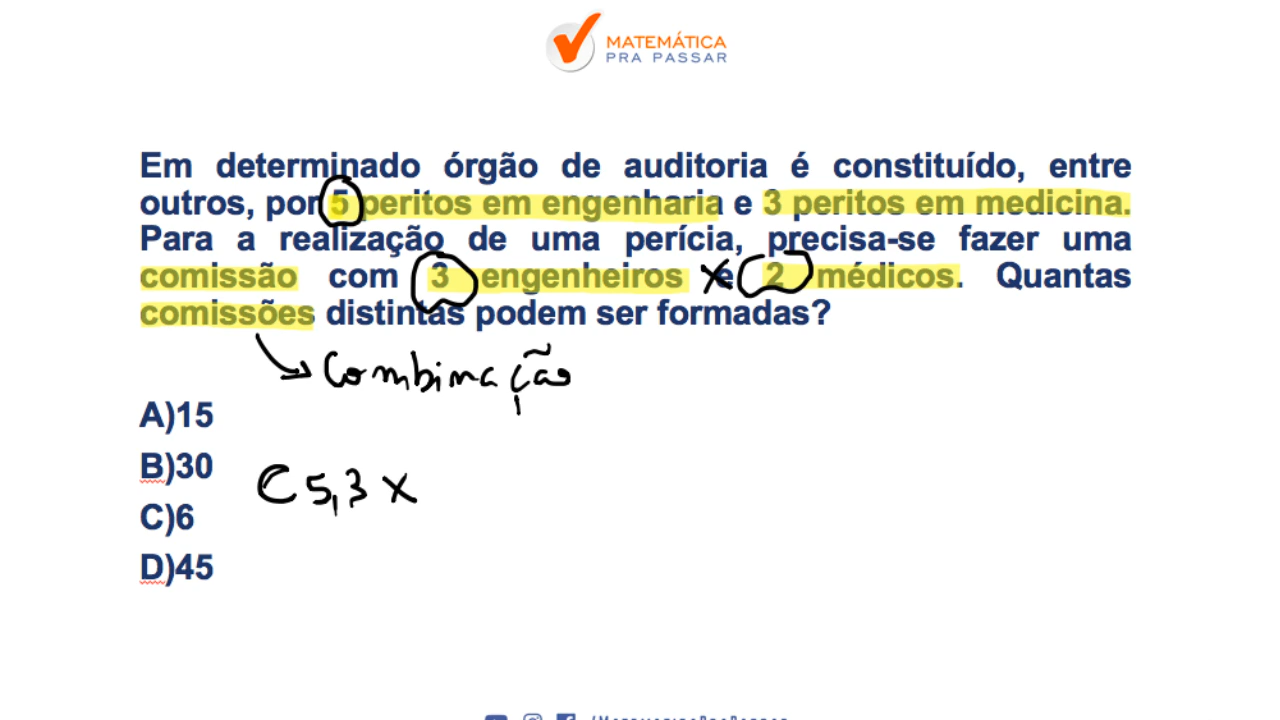 MATEMÁTICA
PRA PASSAR
Em determinado órgão de auditoria é constituído, entre
outros, por 5 peritos em engenharia e 3 peritos em medicina.
Para a realização de uma perícia, precisa-se fazer uma
comissão com 3 engenheiros x e 2 médicos. Quantas
comissões distintas podem ser formadas?
Combinação
A)15
B)30
C5,3 x
C)6
D)45